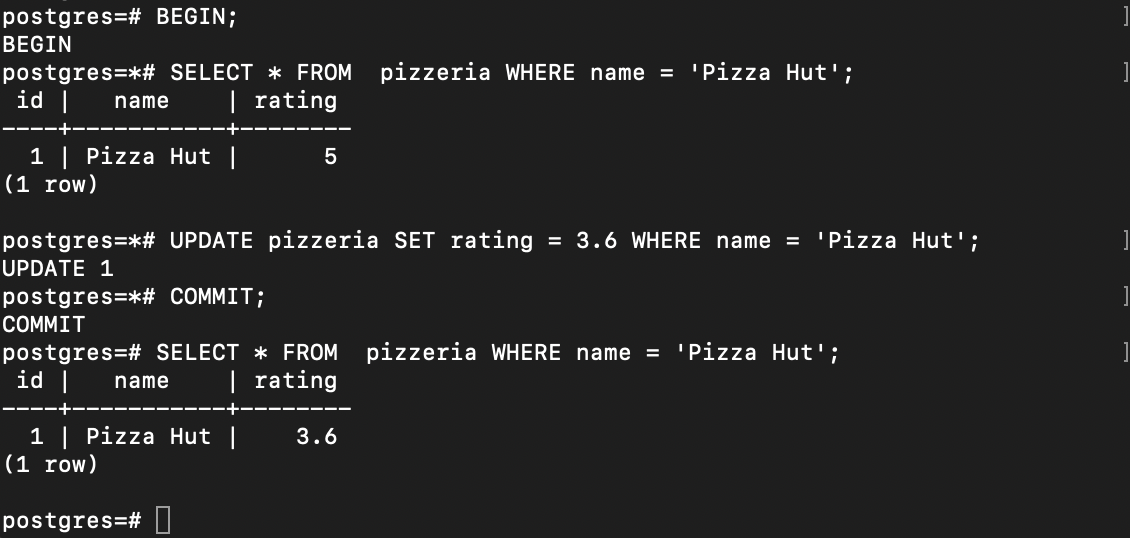 postgres=# BEGIN;
BEGIN
postgres=*# SELECT * FROM  pizzeria WHERE name = 'Pizza Hut';
 id |   name    | rating
----+-----------+--------
  1 | Pizza Hut |      5
(1 row)

postgres=*# UPDATE pizzeria SET rating = 3.6 WHERE name = 'Pizza Hut';
UPDATE 1
postgres=*# COMMIT;
COMMIT
postgres=# SELECT * FROM  pizzeria WHERE name = 'Pizza Hut';
 id |   name    | rating
----+-----------+--------
  1 | Pizza Hut |    3.6
(1 row)

postgres=#